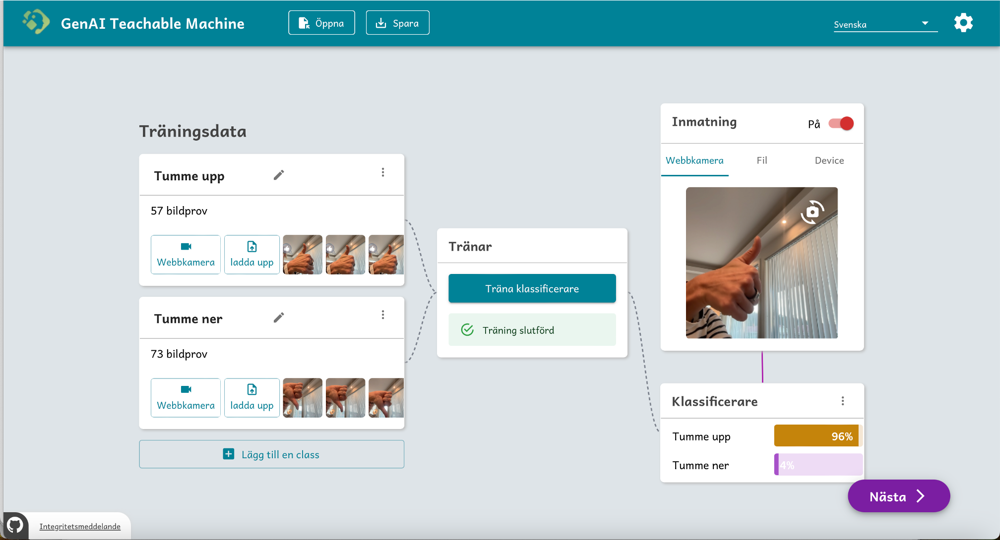 GenAI Teachable Machine
Öppna
Spara
Svenska
Träningsdata
Tumme upp
57 bildprov
Webbkamera
ladda upp
Tumme ner
73 bildprov
Webbkamera
ladda upp
Lägg till en class
Tränar
Träna klassificerare
Träning slutförd
Inmatning
På
Webbkamera
Fil
Device
Klassificerare
Tumme upp
96%
Tumme ner
4%
Nästa
Integritetsmeddelande